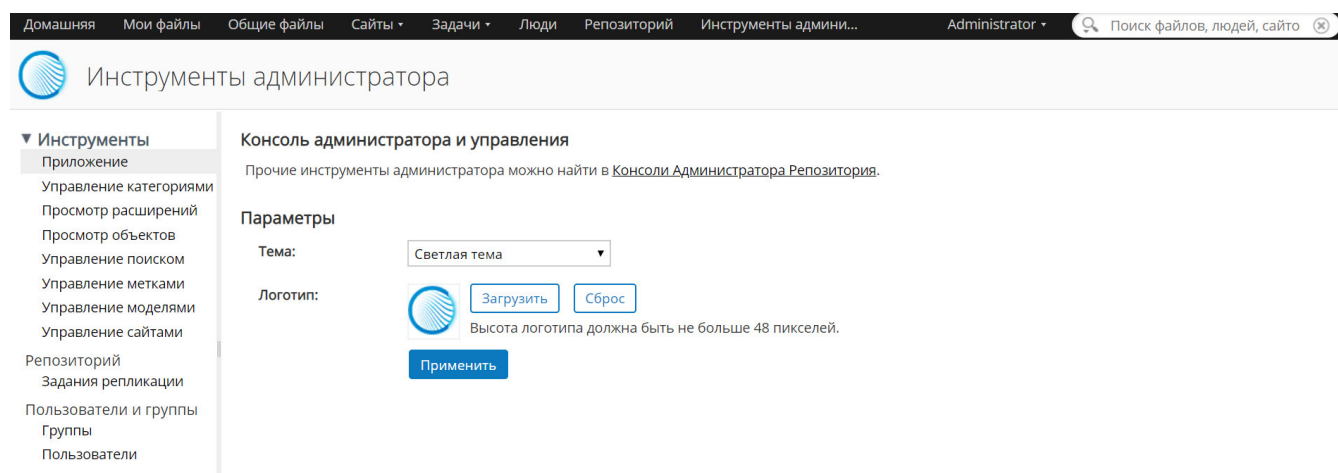 Домашняя Мои файлы Общие файлы Сайты Задачи Люди Репозиторий Инструменты админи... Administrator Поиск файлов, людей, сайто
Инструменты администратора
Инструменты
Приложение
Управление категориями
Просмотр расширений
Просмотр объектов
Управление поиском
Управление метками
Управление моделями
Управление сайтами
Репозиторий
Задания репликации
Пользователи и группы
Группы
Пользователи
Консоль администратора и управления
Прочие инструменты администратора можно найти в Консоли Администратора Репозитория.
Параметры
Тема: Светлая тема
Логотип: Загрузить Сброс
Высота логотипа должна быть не больше 48 пикселей.
Применить